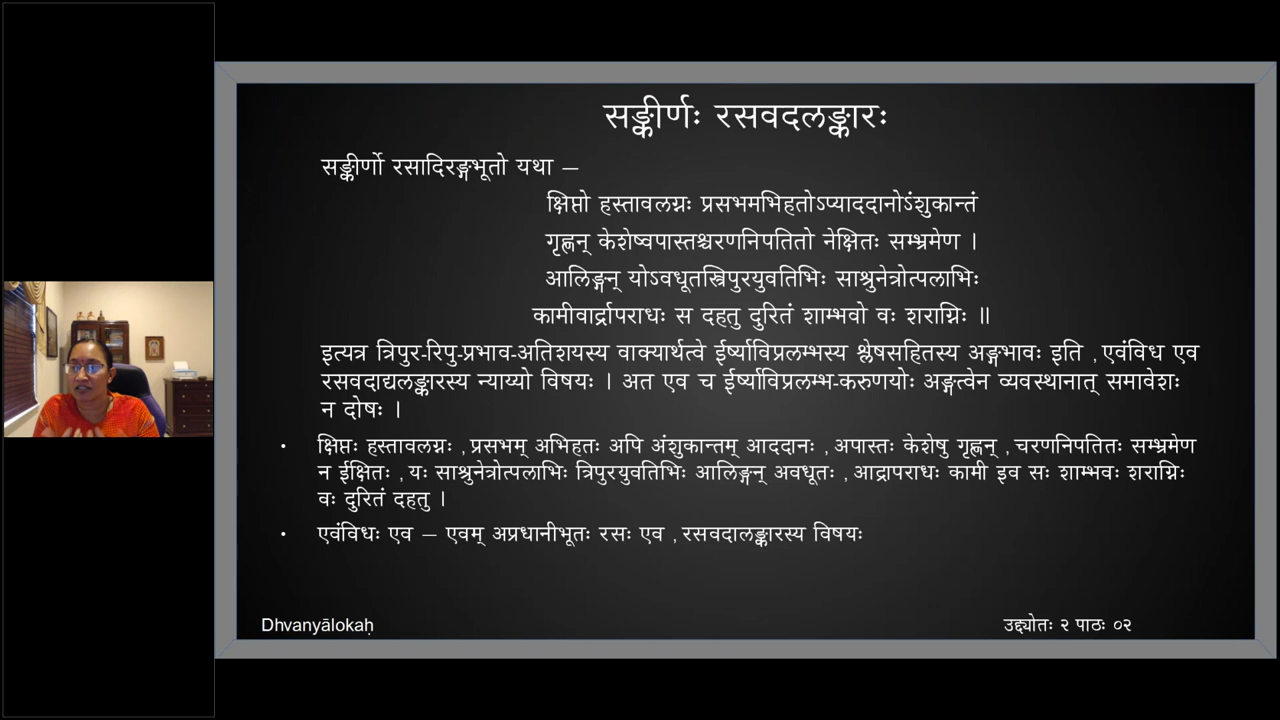 सङ्कीर्णः रसवदलङ्कारः
सङ्कीर्णो रसादिरङ्गभूतो यथा –
क्षिप्तो हस्तावलग्नः प्रसभमभिहतोऽप्याददानोऽंशुकान्तं
गृह्णन् केशेष्वपास्तश्चरणनिपतितो नेक्षितः सम्भ्रमेण ।
आलिङ्गन् योऽवधूतस्त्रिपुरयुवतिभिः साश्रुनेत्रोत्पलाभिः
कामीवार्द्रापराधः स दहतु दुरितं शाम्भवो वः शराग्निः ॥
इत्यत्र त्रिपुर-रिपु-प्रभाव-अतिशयस्य वाक्यार्थत्वे ईर्ष्याविप्रलम्भस्य श्लेषसहितस्य अङ्गभावः इति , एवंविध एव
रसवदाद्यलङ्कारस्य न्याय्यो विषयः । अत एव च ईर्ष्याविप्रलम्भ-करुणयोः अङ्गत्वेन व्यवस्थानात् समावेशः
न दोषः ।
• क्षिप्तः हस्तावलग्नः , प्रसभम् अभिहतः अपि अंशुकान्तम् आददानः , अपास्तः केशेषु गृह्णन् , चरणनिपतितः सम्भ्रमेण
न ईक्षितः , यः साश्रुनेत्रोत्पलाभिः त्रिपुरयुवतिभिः आलिङ्गन् अवधूतः , आद्रापराधः कामी इव सः शाम्भवः शराग्निः
वः दुरितं दहतु ।
• एवंविधः एव – एवम् अप्रधानीभूतः रसः एव , रसवदालङ्कारस्य विषयः
Dhvanyālokaḥ
उद्द्योतः २ पाठः ०२